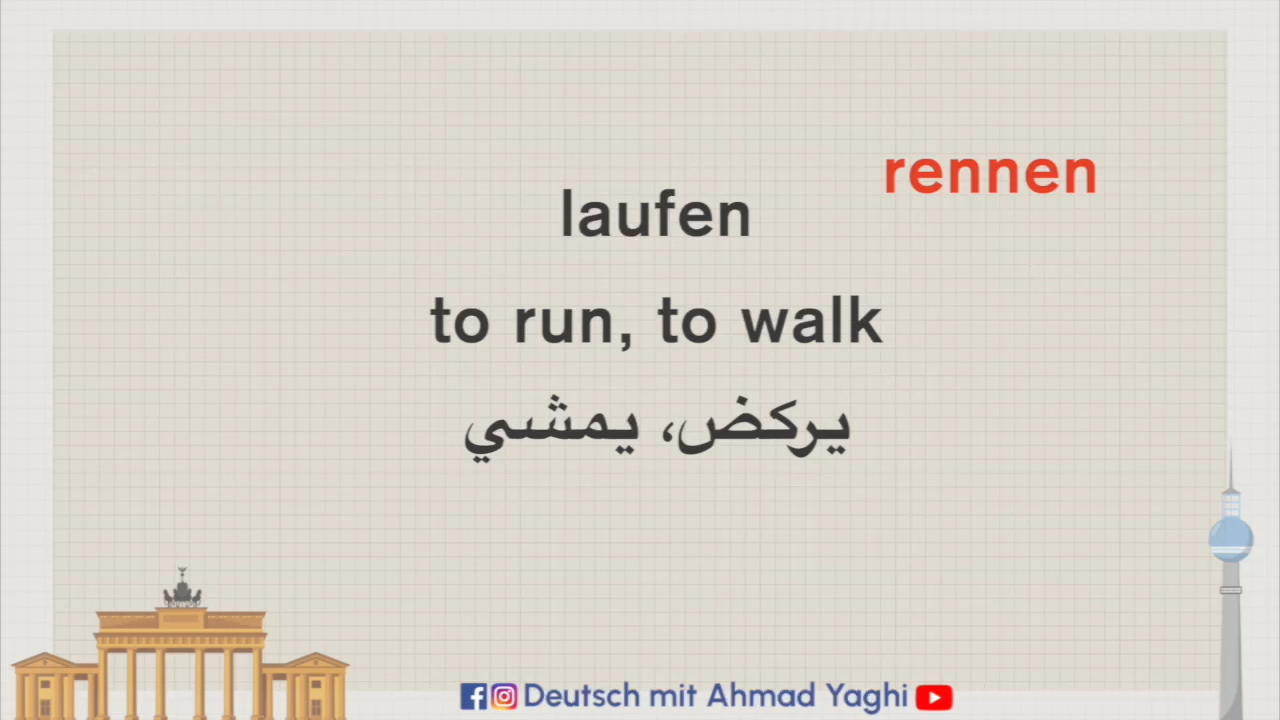 rennen
laufen
to run, to walk
يركض، يمشي
Deutsch mit Ahmad Yaghi